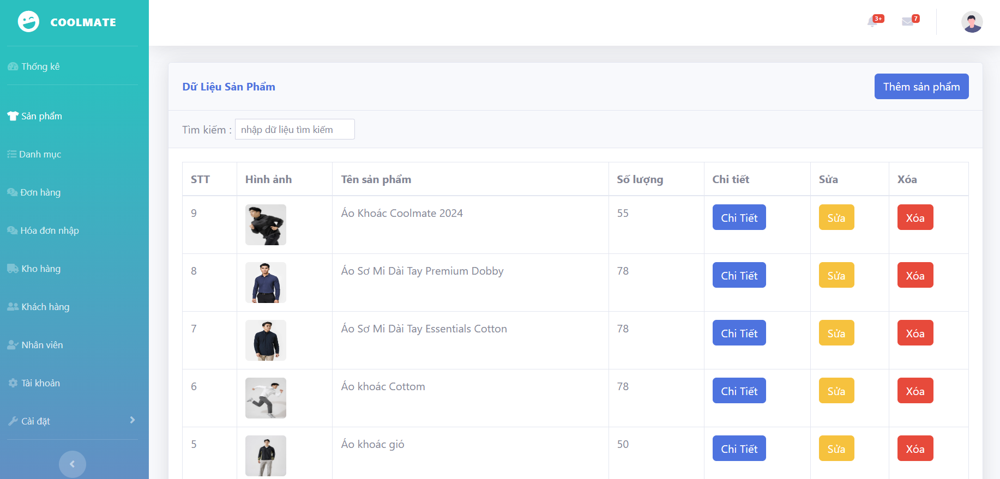 COOLMATE
3+
7
Thống kê
Sản phẩm
Danh mục
Đơn hàng
Hóa đơn nhập
Kho hàng
Khách hàng
Nhân viên
Tài khoản
Cài đặt
Dữ Liệu Sản Phẩm
Thêm sản phẩm
Tìm kiếm : nhập dữ liệu tìm kiếm
STT Hình ảnh Tên sản phẩm Số lượng Chi tiết Sửa Xóa
9 Áo Khoác Coolmate 2024 55 Chi Tiết Sửa Xóa
8 Áo Sơ Mi Dài Tay Premium Dobby 78 Chi Tiết Sửa Xóa
7 Áo Sơ Mi Dài Tay Essentials Cotton 78 Chi Tiết Sửa Xóa
6 Áo khoác Cottom 78 Chi Tiết Sửa Xóa
5 Áo khoác gió 50 Chi Tiết Sửa Xóa